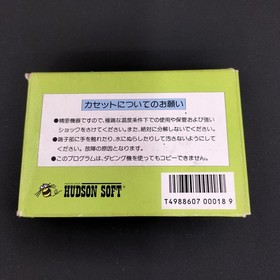 カセットについてのお願い
●精密機器ですので、極端な温度条件下での使用や保管および強い
ショックをさけてください。また、絶対に分解しないでください。
●端子部に手を触れたり、水にぬらしたりして汚さないようにして
ください。故障の原因となります。
●このプログラムは、ダビング機を使ってもコピーできません。
HUDSON SOFT
T4988607 00018 9